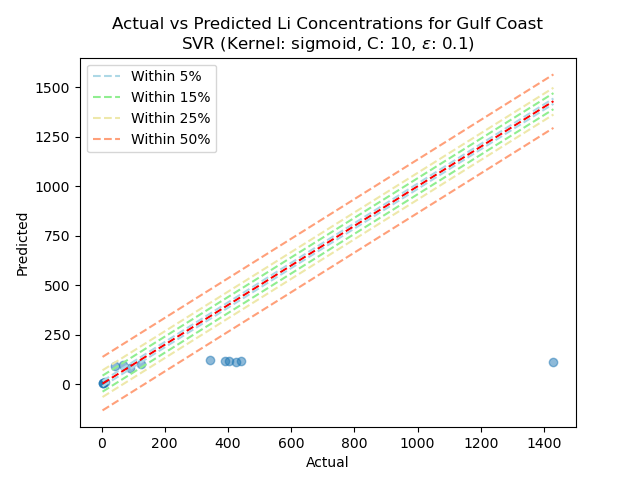 Actual vs Predicted Li Concentrations for Gulf Coast
SVR (Kernel: sigmoid, C: 10, ε: 0.1)
Within 5%
Within 15%
Within 25%
Within 50%
Predicted
1500
1250
1000
750
500
250
0
0 200 400 600 800 1000 1200 1400
Actual